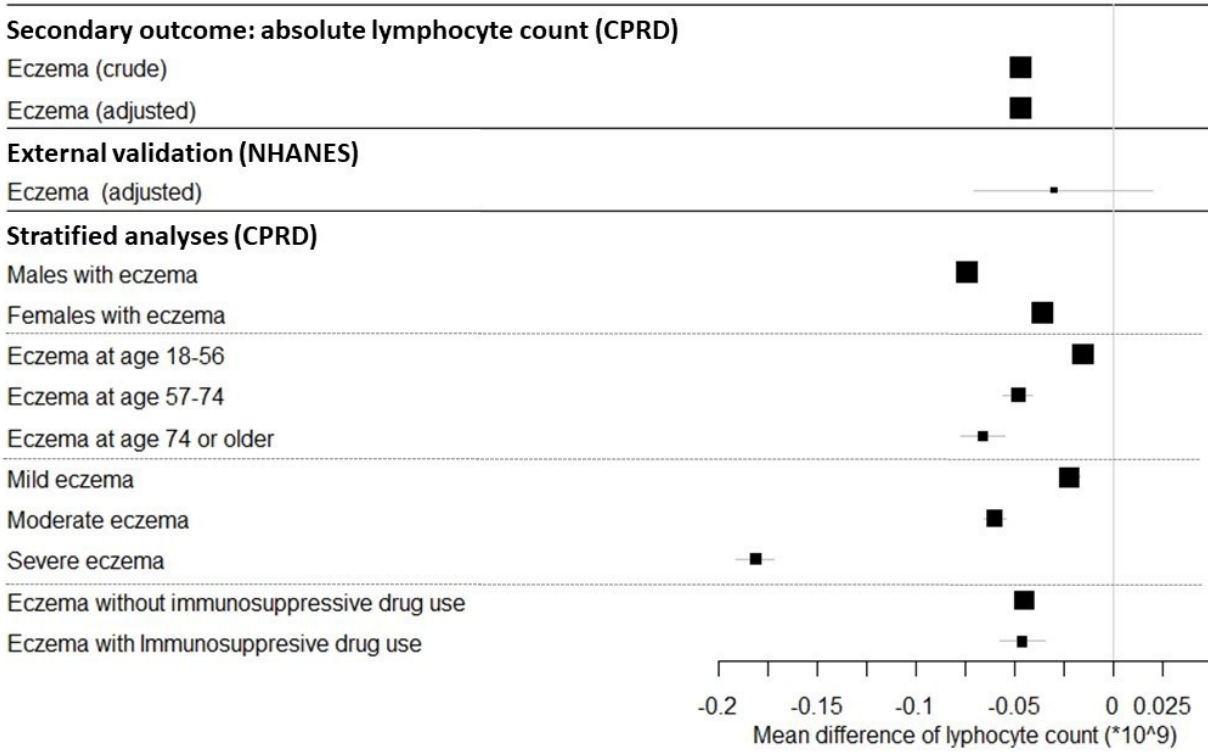 Secondary outcome: absolute lymphocyte count (CPRD)
Eczema (crude)
Eczema (adjusted)
External validation (NHANES)
Eczema (adjusted)
Stratified analyses (CPRD)
Males with eczema
Females with eczema
Eczema at age 18-56
Eczema at age 57-74
Eczema at age 74 or older
Mild eczema
Moderate eczema
Severe eczema
Eczema without immunosuppressive drug use
Eczema with Immunosuppresive drug use
-0.2 -0.15 -0.1 -0.05 0 0.025
Mean difference of lyphocyte count (*10^9)